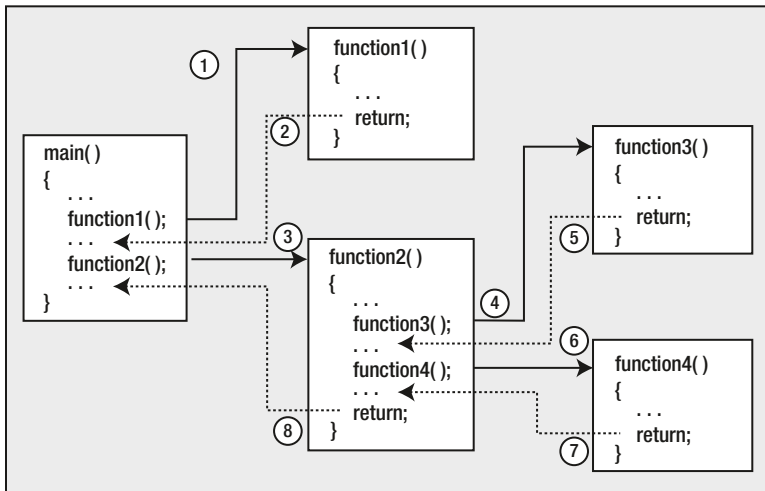 1
function1( )
{
...
return;
}
2
main( )
{
...
function1( );
...
function2( );
...
}
3
function2( )
{
...
function3( );
...
function4( );
...
return;
}
4
function3( )
{
...
return;
}
5
6
function4( )
{
...
return;
}
7
8